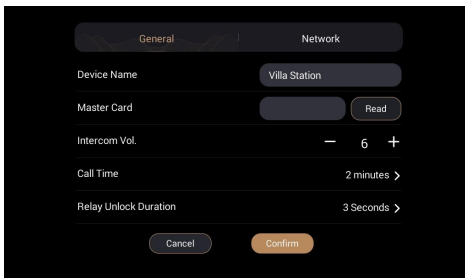 General Network
Device Name Villa Station
Master Card Read
Intercom Vol. 6
Call Time 2 minutes
Relay Unlock Duration 3 Seconds
Cancel Confirm